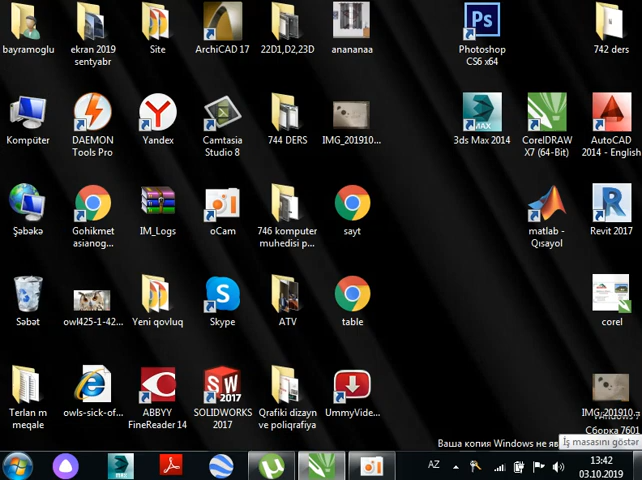 bayramoglu
ekran 2019
sentyabr
Site
ArchiCAD 17
22D1,D2,23D
anananaa
Photoshop
CS6 x64
742 ders
Kompüter
DAEMON
Tools Pro
Yandex
Camtasia
Studio 8
744 DERS
IMG_201910...
3ds Max 2014
CorelDRAW
X7 (64-Bit)
AutoCAD
2014 - English
Şəbəkə
Gohikmet
asianog...
IM_Logs
oCam
746 komputer
muhedisi p...
sayt
matlab -
Qısayol
Revit 2017
Səbət
owl425-1-42...
Yeni qovluq
Skype
ATV
table
corel
Terlan m
meqale
owls-sick-of...
ABBYY
FineReader 14
SOLIDWORKS
2017
Qrafiki dizayn
ve poliqrafiya
UmmyVide...
IMG_201910...
Windows 7
Сборка 7601
Ваша копия Windows не яв
İş masasını göstər
AZ
13:42
03.10.2019